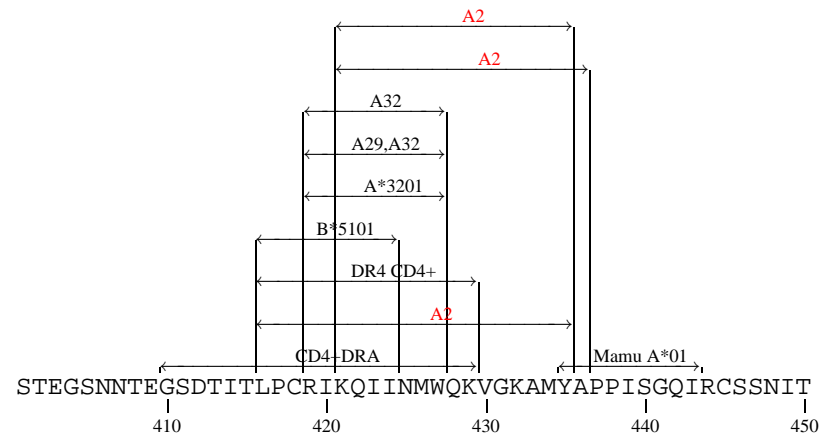 A2
A2
A32
A29,A32
A*3201
B*5101
DR4 CD4+
A2
CD4+DRA Mamu A*01
STEGSNNTEGSDTITLPCRIKQIINMWQKVGKAMYAPPISGQIRCSSNIT
410 420 430 440 450